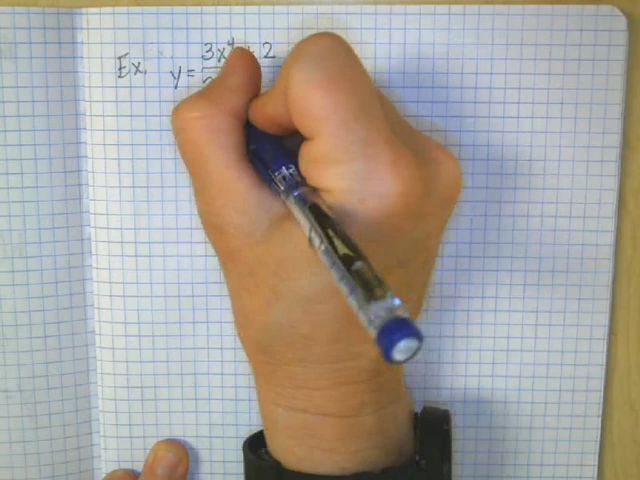 Ex. y = 3x⁴ + 2